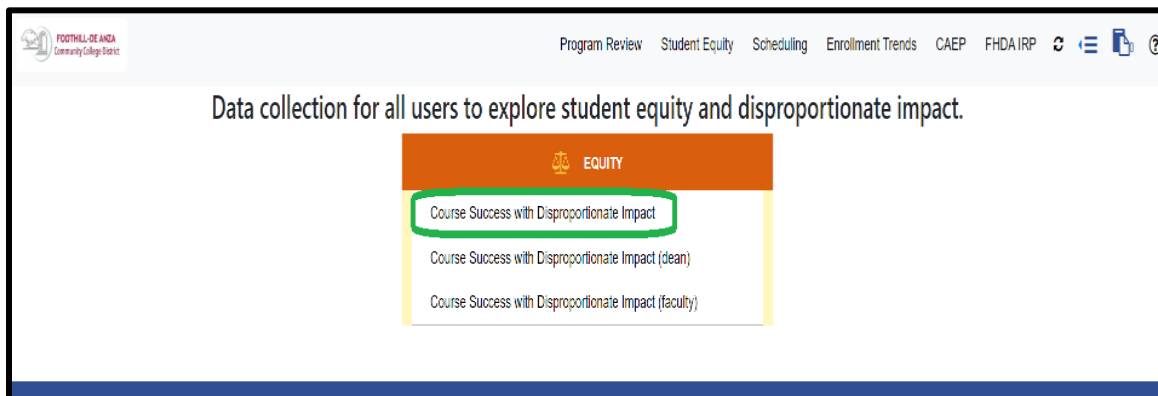 FOOTHILL-DE ANZA
Community College District
Program Review Student Equity Scheduling Enrollment Trends CAEP FHDA IRP
Data collection for all users to explore student equity and disproportionate impact.
EQUITY
Course Success with Disproportionate Impact
Course Success with Disproportionate Impact (dean)
Course Success with Disproportionate Impact (faculty)